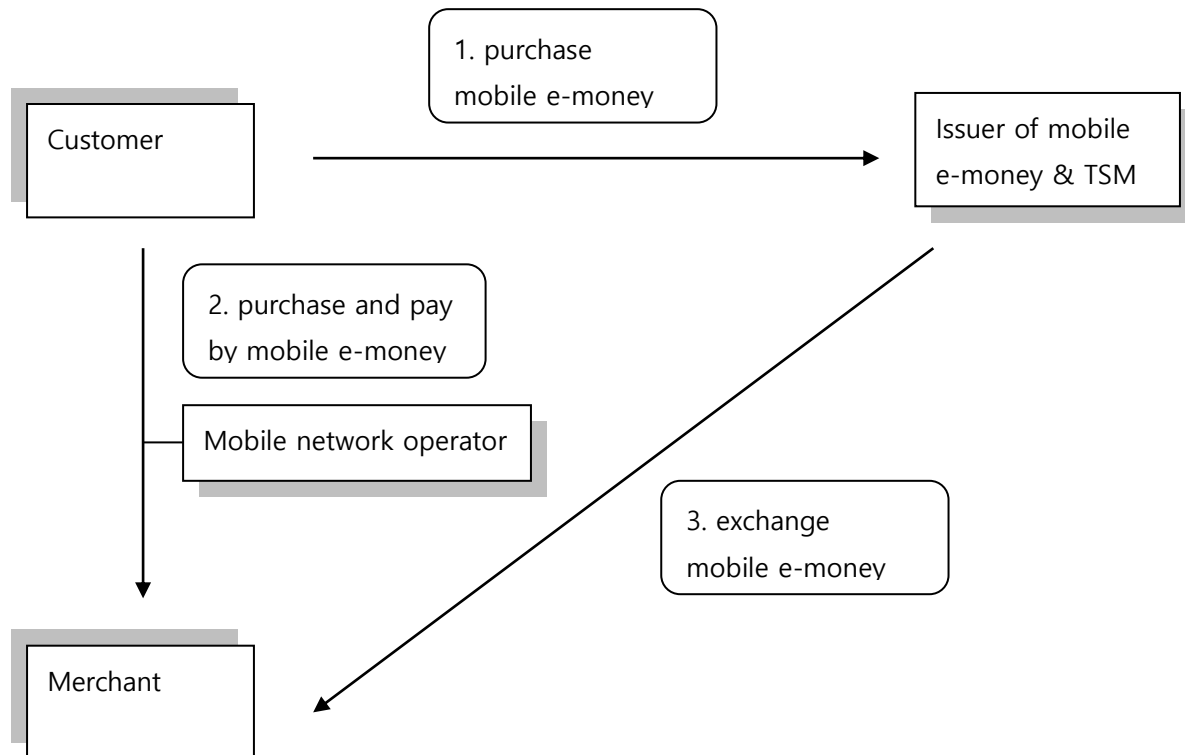 1. purchase
mobile e-money
Customer
Issuer of mobile
e-money & TSM
2. purchase and pay
by mobile e-money
Mobile network operator
3. exchange
mobile e-money
Merchant